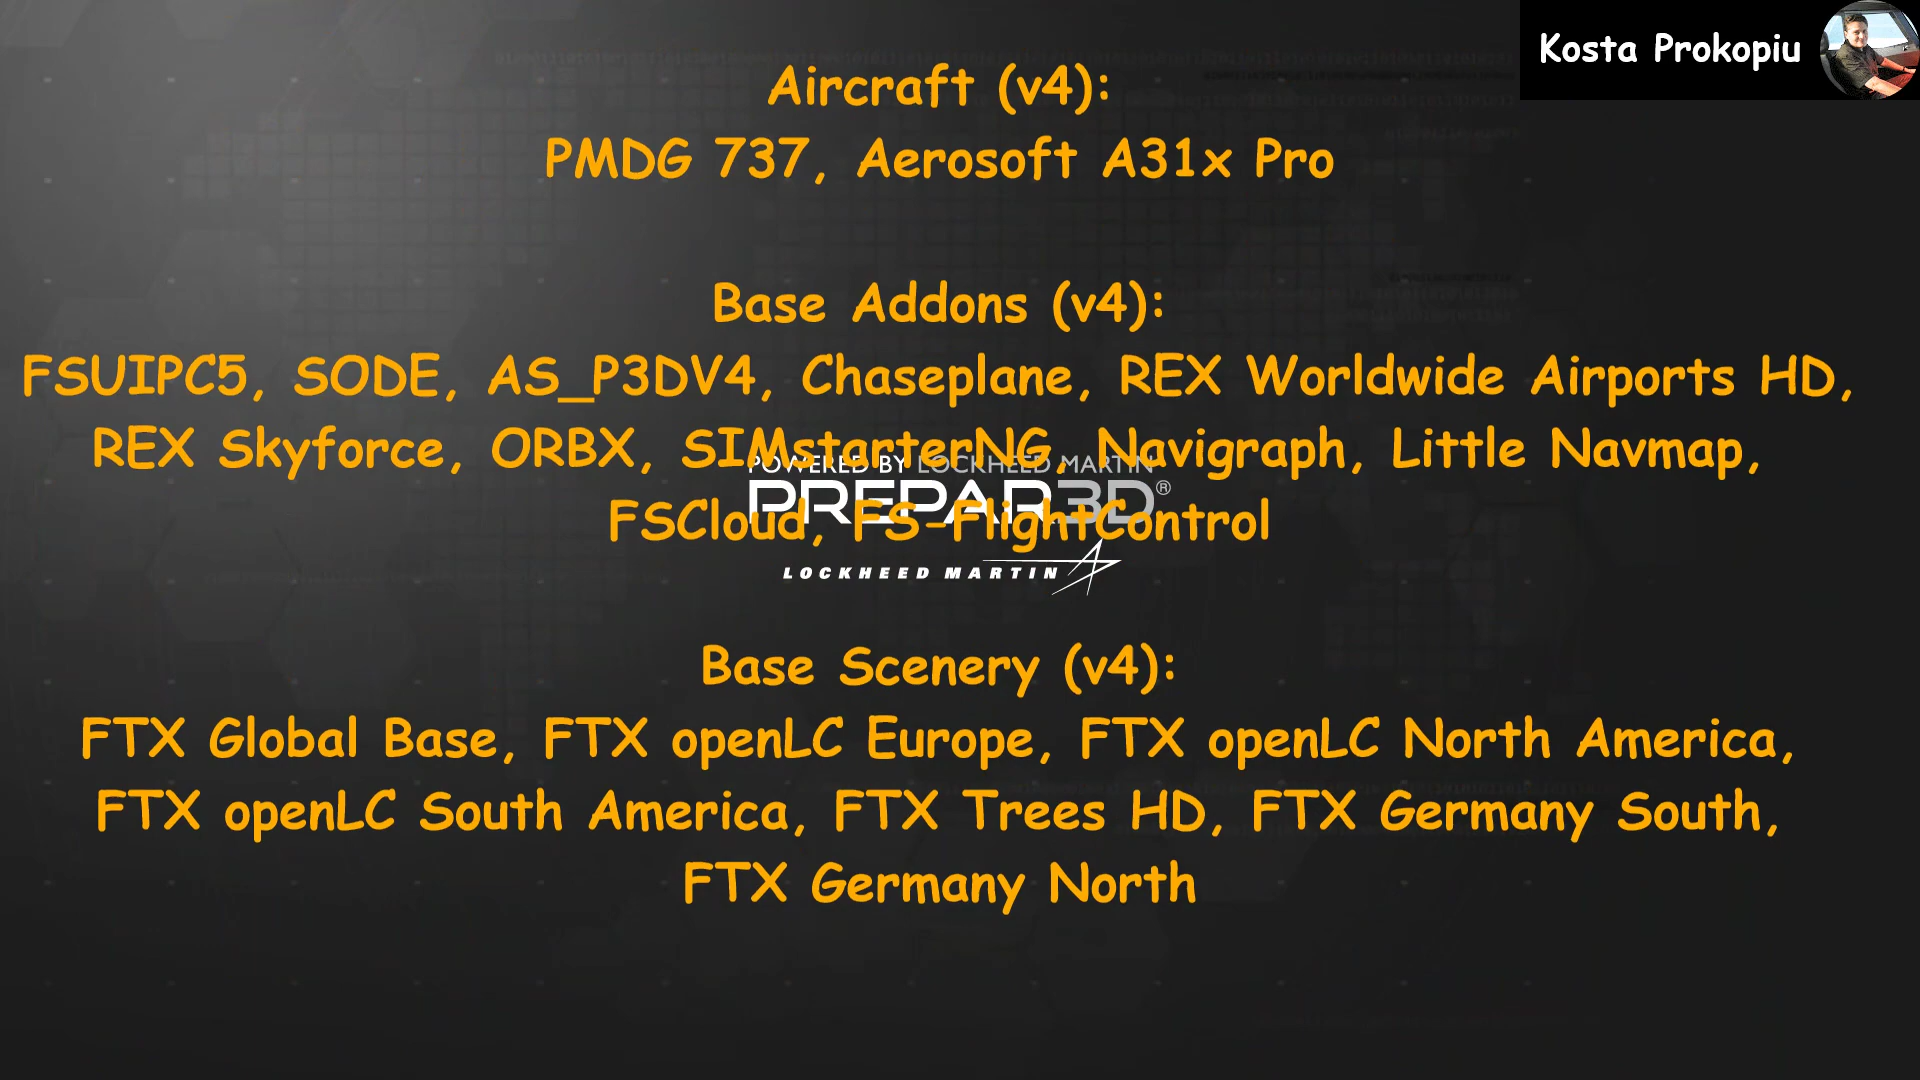 Kosta Prokopiu
Aircraft (v4):
PMDG 737, Aerosoft A31x Pro
Base Addons (v4):
FSUIPC5, SODE, AS_P3DV4, Chaseplane, REX Worldwide Airports HD,
REX Skyforce, ORBX, SIMstarterNG, Navigraph, Little Navmap,
POWERED BY LOCKHEED MARTIN
PREPAR3D®
FSCloud, FS-FlightControl
LOCKHEED MARTIN
Base Scenery (v4):
FTX Global Base, FTX openLC Europe, FTX openLC North America,
FTX openLC South America, FTX Trees HD, FTX Germany South,
FTX Germany North